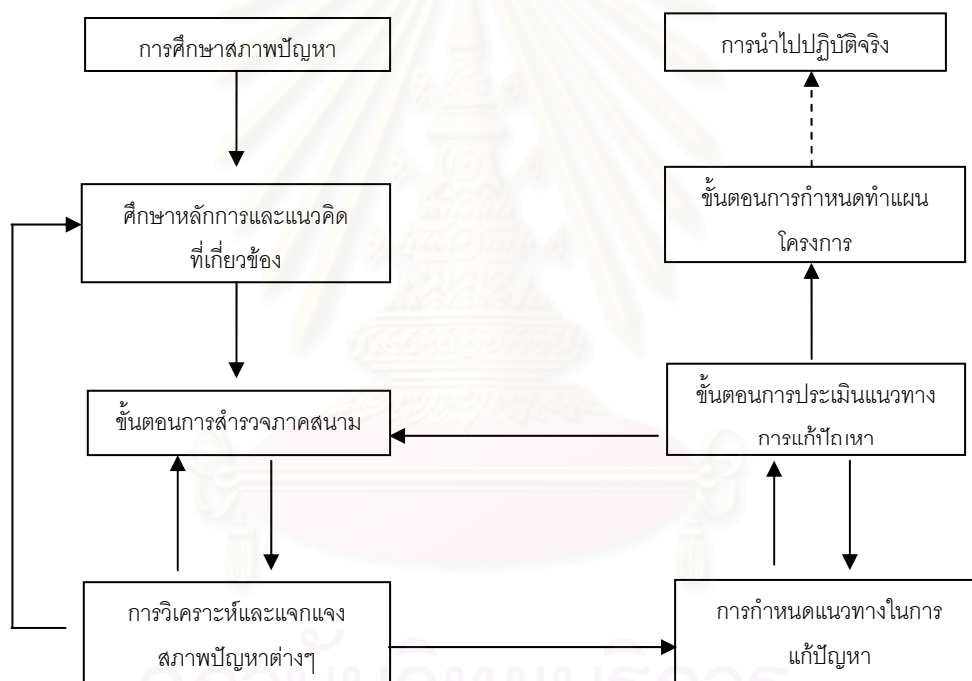 การศึกษาสภาพปัญหา
ศึกษาหลักการและแนวคิด
ที่เกี่ยวข้อง
ขั้นตอนการสำรวจภาคสนาม
การวิเคราะห์และแจกแจง
สภาพปัญหาต่างๆ
การกำหนดแนวทางในการ
แก้ปัญหา
ขั้นตอนการประเมินแนวทาง
การแก้ปัญหา
ขั้นตอนการกำหนดทำแผน
โครงการ
การนำไปปฏิบัติจริง